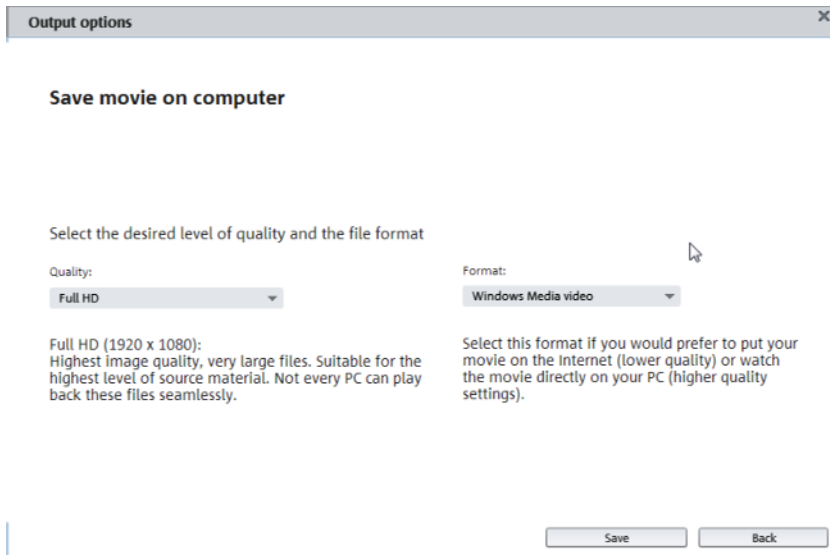 Output options
Save movie on computer
Select the desired level of quality and the file format
Quality:
Full HD
Full HD (1920 x 1080):
Highest image quality, very large files. Suitable for the
highest level of source material. Not every PC can play
back these files seamlessly.
Format:
Windows Media video
Select this format if you would prefer to put your
movie on the Internet (lower quality) or watch
the movie directly on your PC (higher quality
settings).
Save
Back